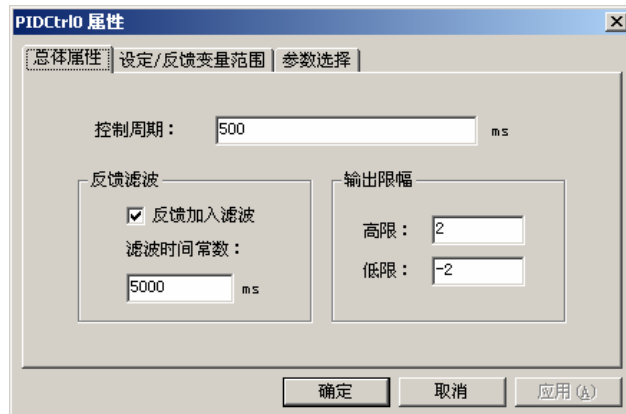 PIDCtrl0 属性
总体属性 设定/反馈变量范围 参数选择
控制周期： 500 ms
反馈滤波 输出限幅
反馈加入滤波
高限： 2
滤波时间常数：
低限： -2
5000 ms
确定 取消 应用(A)